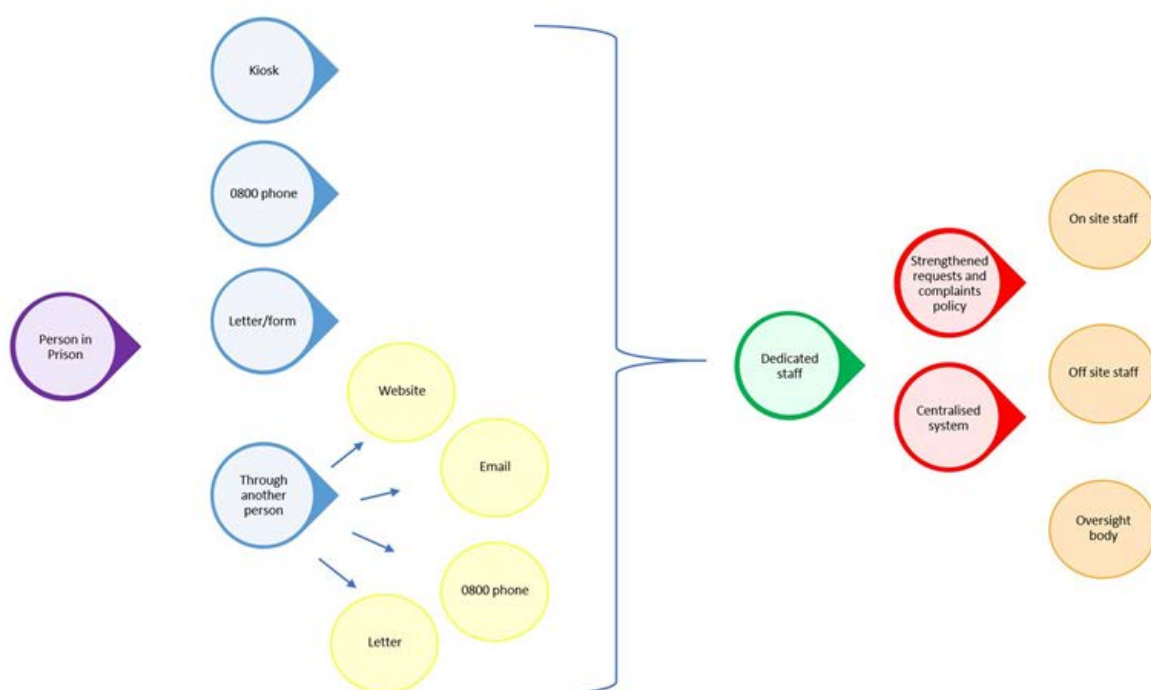 Person in
Prison
Kiosk
0800 phone
Letter/form
Through
another
person
Website
Email
0800 phone
Letter
Dedicated
staff
Strengthened
requests and
complaints
policy
Centralised
system
On site staff
Off site staff
Oversight
body